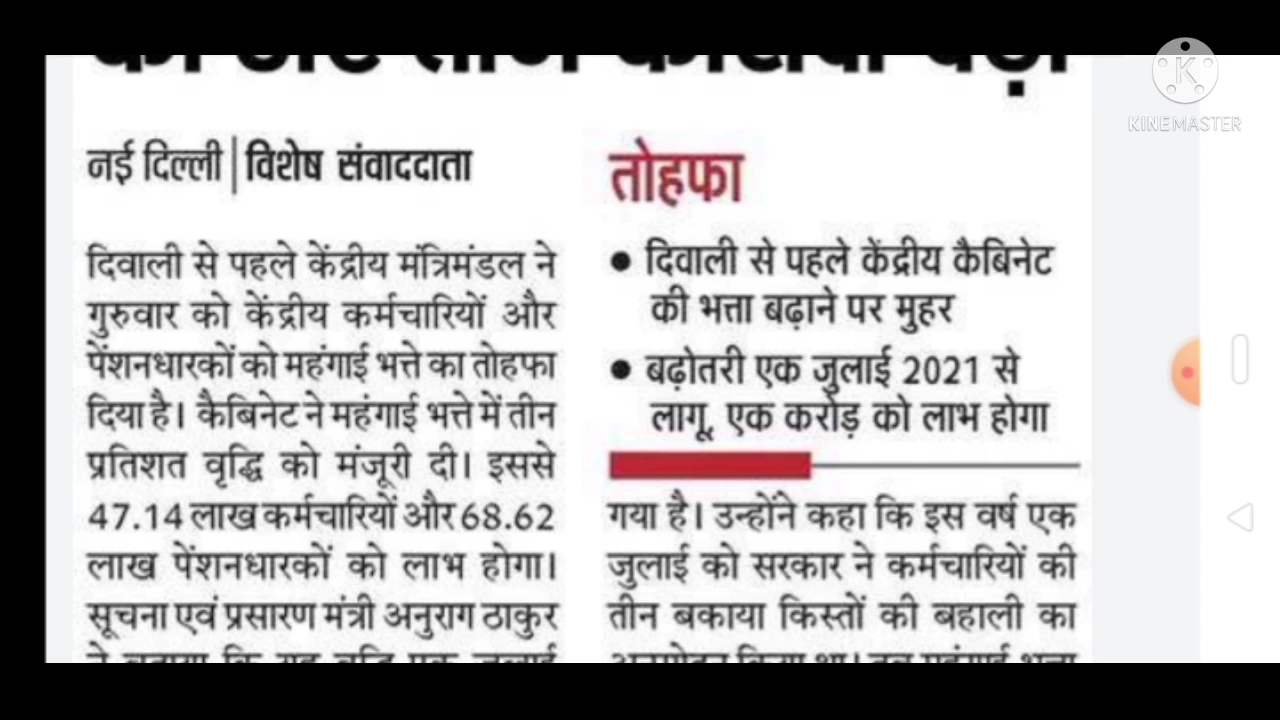 नई दिल्ली | विशेष संवाददाता
दिवाली से पहले केंद्रीय मंत्रिमंडल ने
गुरुवार को केंद्रीय कर्मचारियों और
पेंशनधारकों को महंगाई भत्ते का तोहफा
दिया है। कैबिनेट ने महंगाई भत्ते में तीन
प्रतिशत वृद्धि को मंजूरी दी। इससे
47.14 लाख कर्मचारियों और 68.62
लाख पेंशनधारकों को लाभ होगा।
सूचना एवं प्रसारण मंत्री अनुराग ठाकुर
तोहफा
● दिवाली से पहले केंद्रीय कैबिनेट
की भत्ता बढ़ाने पर मुहर
● बढ़ोतरी एक जुलाई 2021 से
लागू, एक करोड़ को लाभ होगा
गया है। उन्होंने कहा कि इस वर्ष एक
जुलाई को सरकार ने कर्मचारियों की
तीन बकाया किस्तों की बहाली का
KINEMASTER